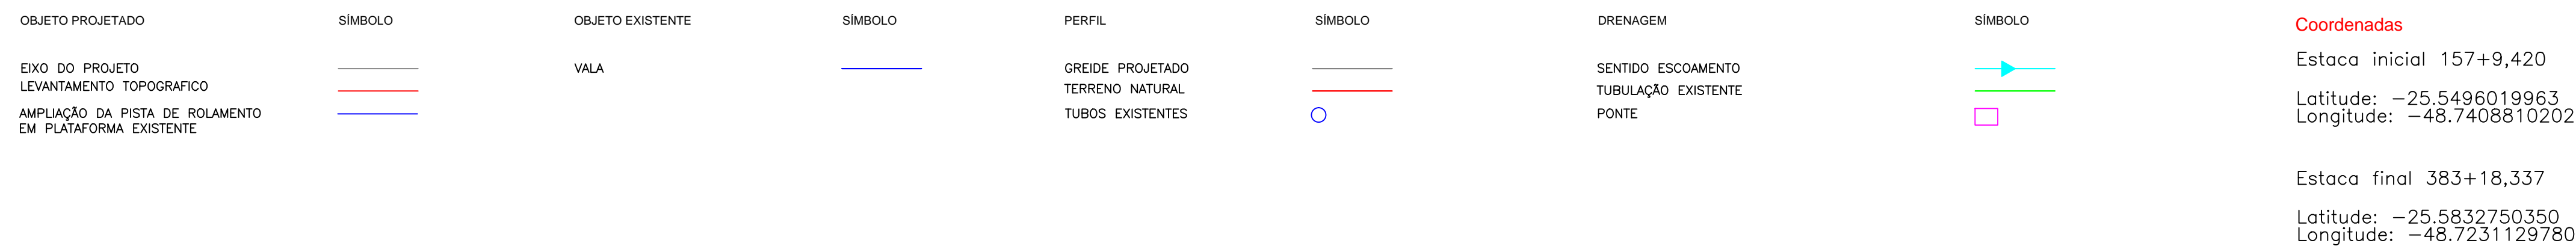 OBJETO PROJETADO
SÍMBOLO
EIXO DO PROJETO
LEVANTAMENTO TOPOGRAFICO
AMPLIAÇÃO DA PISTA DE ROLAMENTO
EM PLATAFORMA EXISTENTE
OBJETO EXISTENTE
SÍMBOLO
VALA
PERFIL
SÍMBOLO
GREIDE PROJETADO
TERRENO NATURAL
TUBOS EXISTENTES
DRENAGEM
SÍMBOLO
SENTIDO ESCOAMENTO
TUBULAÇÃO EXISTENTE
PONTE
Coordenadas
Estaca inicial 157+9,420
Latitude: -25.5496019963
Longitude: -48.7408810202
Estaca final 383+18,337
Latitude: -25.5832750350
Longitude: -48.7231129780